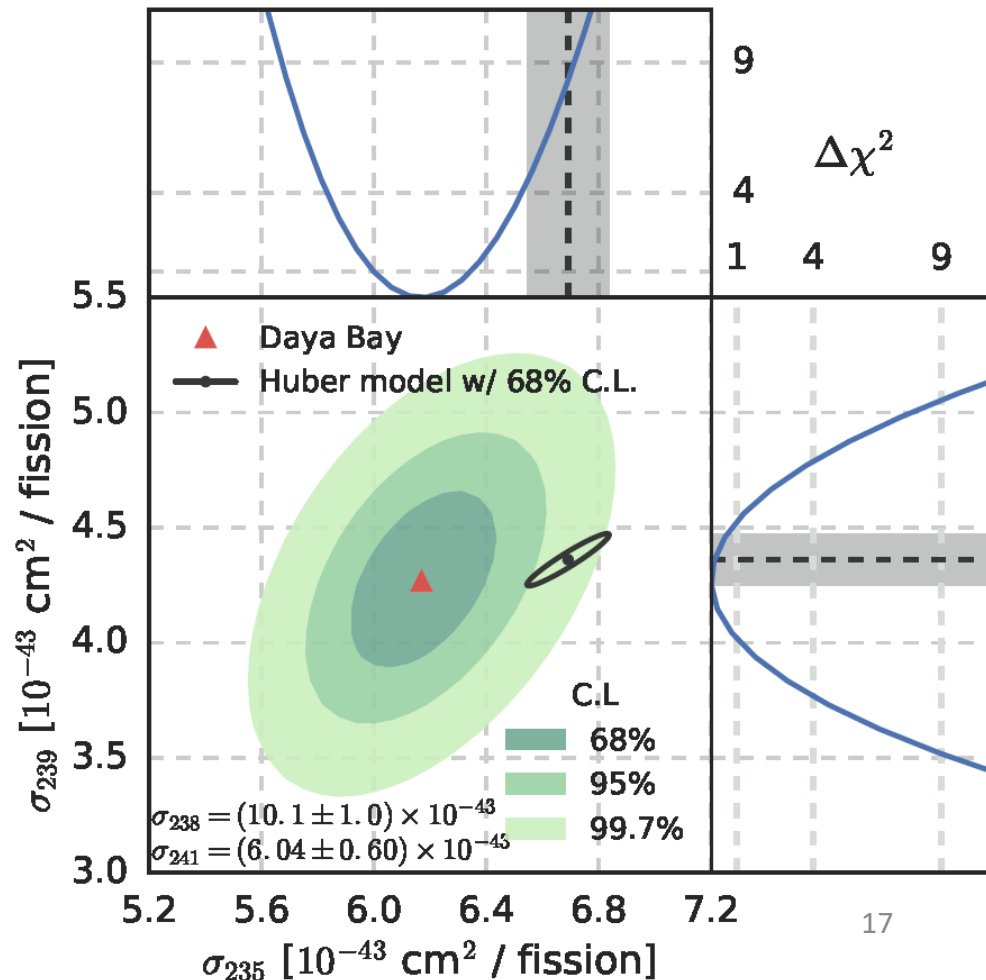 9
Δχ²
4
1 4 9
5.5
Daya Bay
Huber model w/ 68% C.L.
5.0
4.5
4.0
C.L
68%
3.5
95%
99.7%
σ₂₃₈ = (10.1 ± 1.0) × 10⁻⁴³
σ₂₄₁ = (6.04 ± 0.60) × 10⁻⁴³
3.0
σ₂₃₉ [10⁻⁴³ cm² / fission]
5.2 5.6 6.0 6.4 6.8 7.2
σ₂₃₅ [10⁻⁴³ cm² / fission]
17